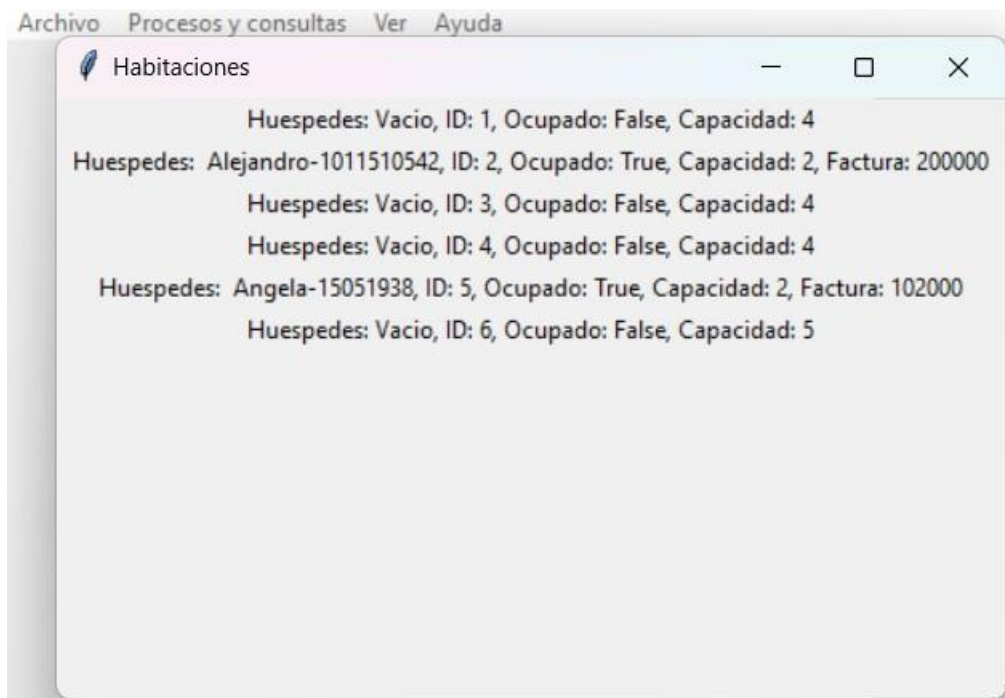 Archivo Procesos y consultas Ver Ayuda
Habitaciones
Huespedes: Vacio, ID: 1, Ocupado: False, Capacidad: 4
Huespedes: Alejandro-1011510542, ID: 2, Ocupado: True, Capacidad: 2, Factura: 200000
Huespedes: Vacio, ID: 3, Ocupado: False, Capacidad: 4
Huespedes: Vacio, ID: 4, Ocupado: False, Capacidad: 4
Huespedes: Angela-15051938, ID: 5, Ocupado: True, Capacidad: 2, Factura: 102000
Huespedes: Vacio, ID: 6, Ocupado: False, Capacidad: 5